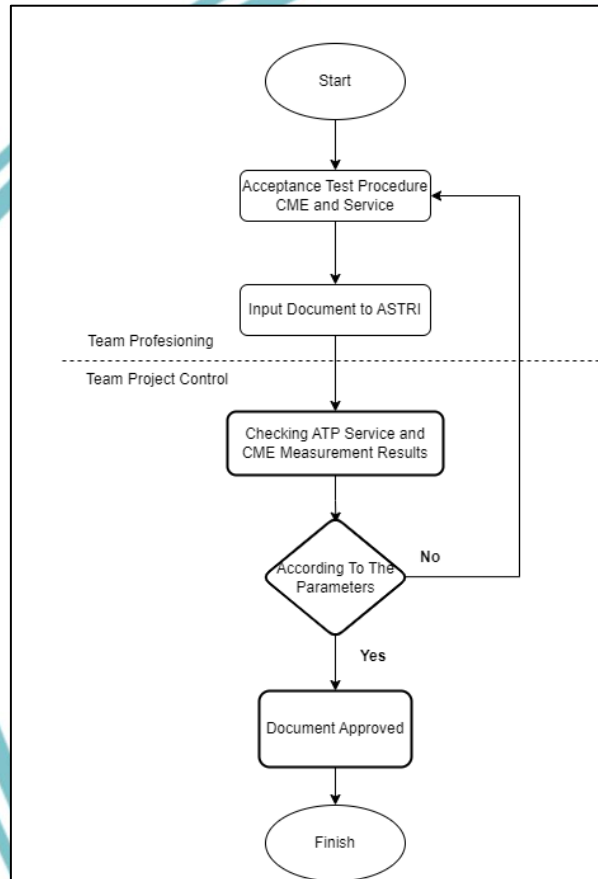 Start
Acceptance Test Procedure
CME and Service
Input Document to ASTRI
Team Profesioning
Team Project Control
Checking ATP Service and
CME Measurement Results
According To The
Parameters
No
Yes
Document Approved
Finish